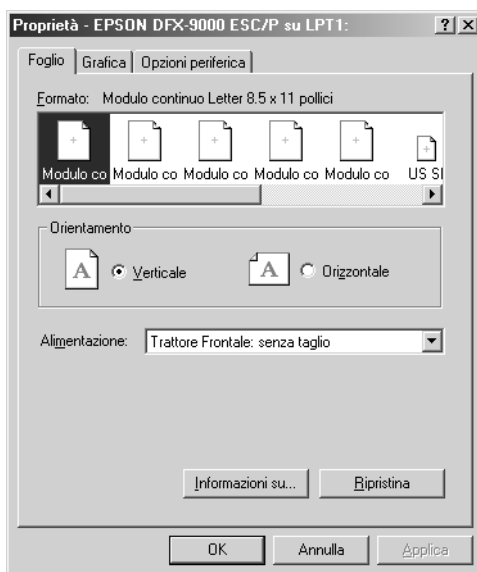 Proprietà - EPSON DFX-9000 ESC/P su LPT1: ? ×
Foglio Grafica Opzioni periferica
Formato: Modulo continuo Letter 8.5 x 11 pollici
Modulo co Modulo co Modulo co Modulo co Modulo co US SI
Orientamento
A Verticale A Orizzontale
Alimentazione: Trattore Frontale: senza taglio
Informazioni su... Ripristina
OK Annulla Applica